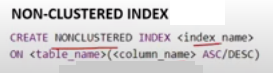 NON-CLUSTERED INDEX
CREATE NONCLUSTERED INDEX <index_name>
ON <table_name>(<column_name> ASC/DESC)